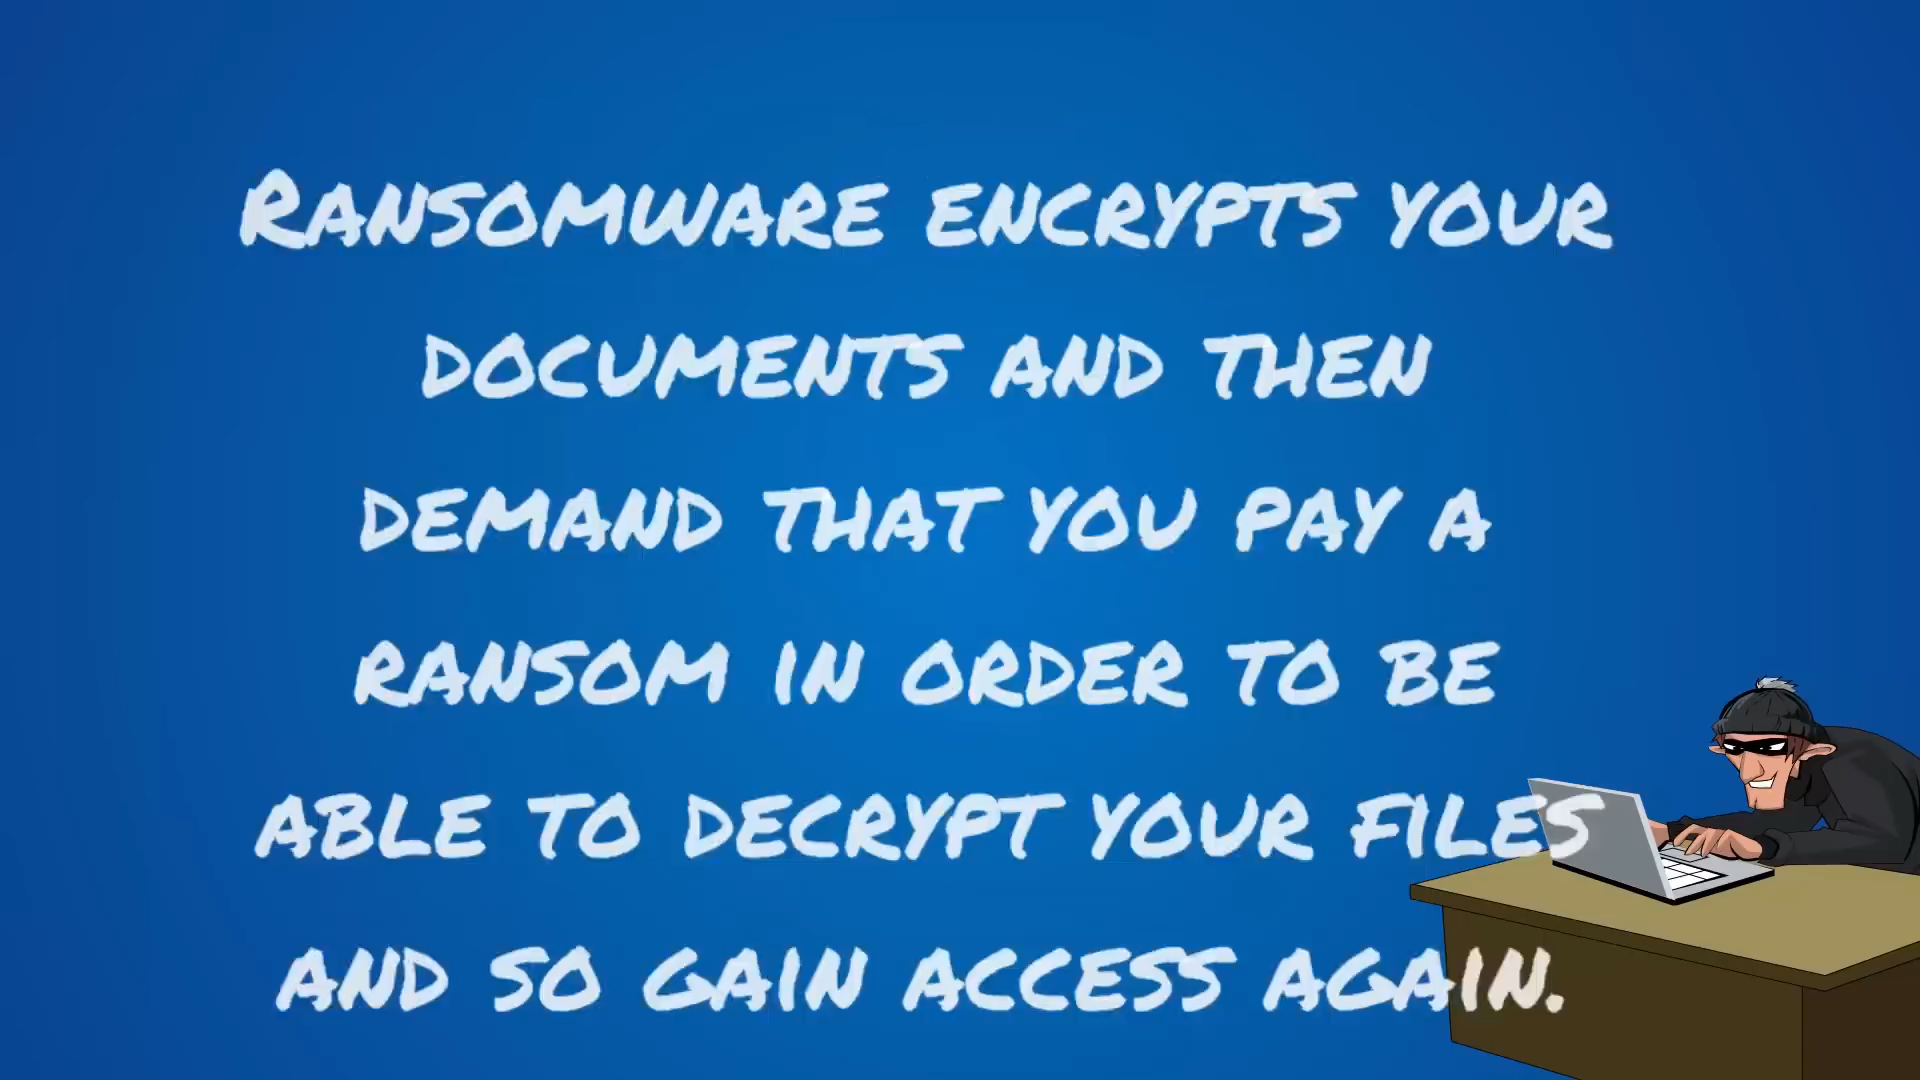 Ransomware encrypts your
documents and then
demand that you pay a
ransom in order to be
able to decrypt your files
and so gain access again.